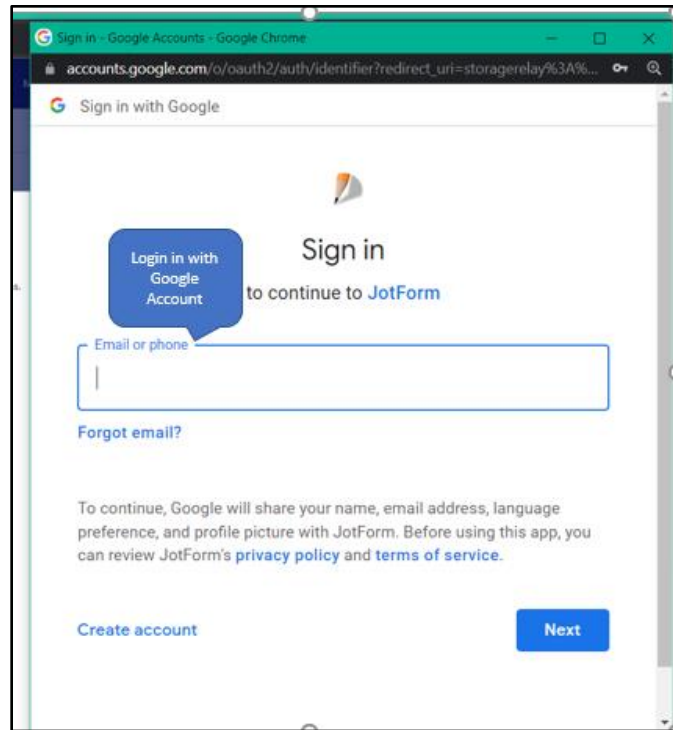 Sign in - Google Accounts - Google Chrome
accounts.google.com/o/oauth2/auth/identifier?redirect_uri=storagerelay%3A%...
Sign in with Google
Sign in
Login in with
Google
Account
to continue to JotForm
Email or phone
Forgot email?
To continue, Google will share your name, email address, language
preference, and profile picture with JotForm. Before using this app, you
can review JotForm's privacy policy and terms of service.
Create account
Next